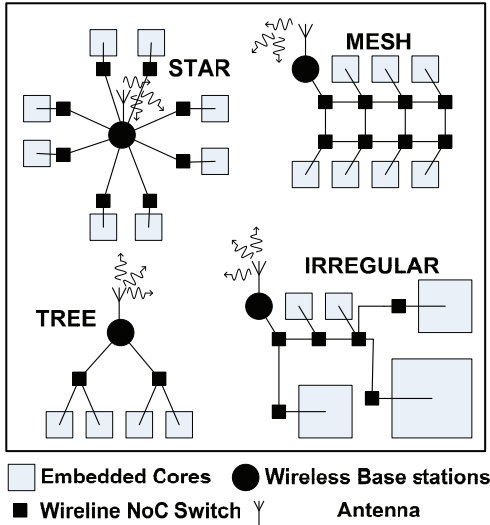 STAR
MESH
TREE
IRREGULAR
Embedded Cores
Wireless Base stations
Wireline NoC Switch
Antenna